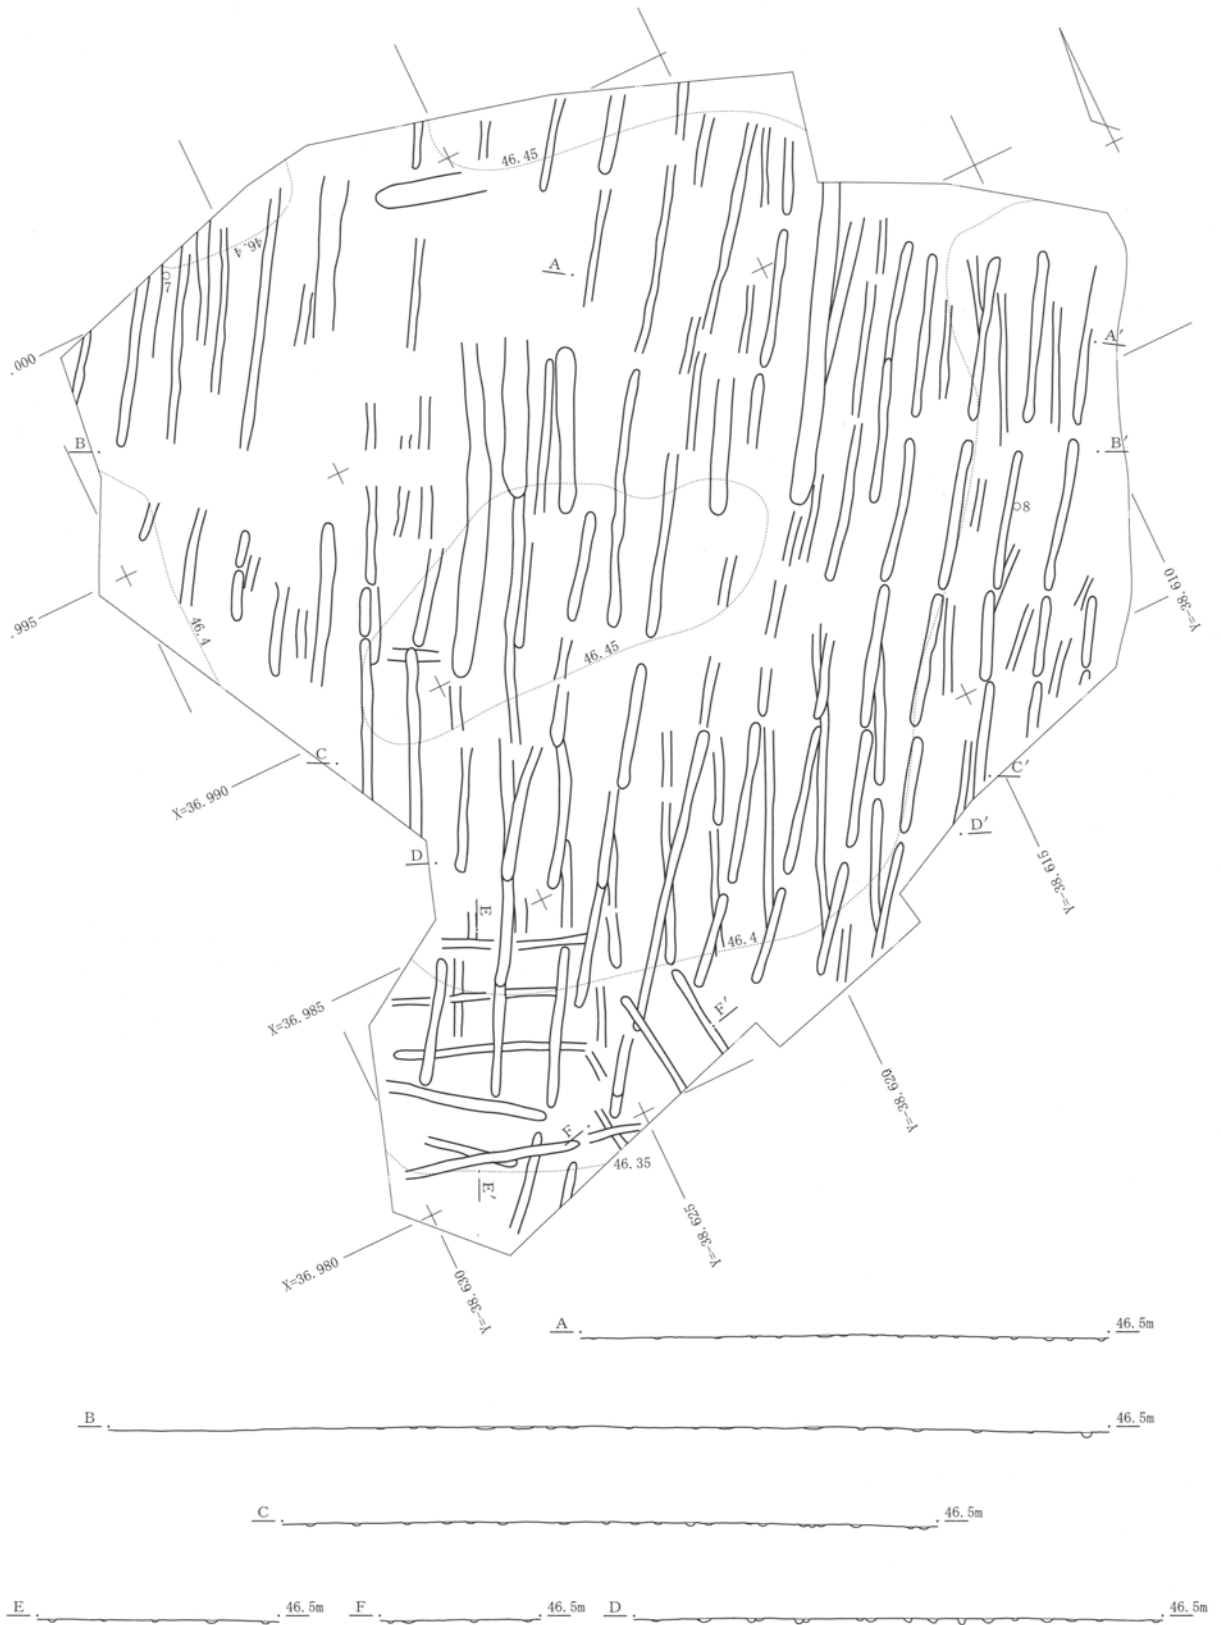 46.45
46.4
7
A
A′
.000
B
B′
8
Y=-38.610
.995
46.4
46.45
C
C′
X=36.990
D
D′
Y=-38.615
E
46.4
X=36.985
F′
Y=-38.620
F
46.35
E′
Y=-38.625
X=36.980
Y=-38.630
A 46.5m
B 46.5m
C 46.5m
E 46.5m F 46.5m D 46.5m